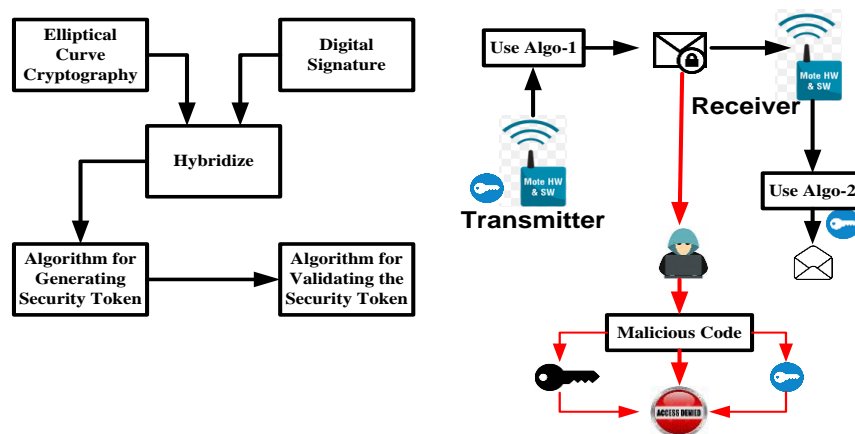 Elliptical
Curve
Cryptography
Digital
Signature
Hybridize
Algorithm for
Generating
Security Token
Algorithm for
Validating the
Security Token
Use Algo-1
Mote HW
& SW
Receiver
Mote HW
& SW
Transmitter
Use Algo-2
Malicious Code
ACCESS DENIED